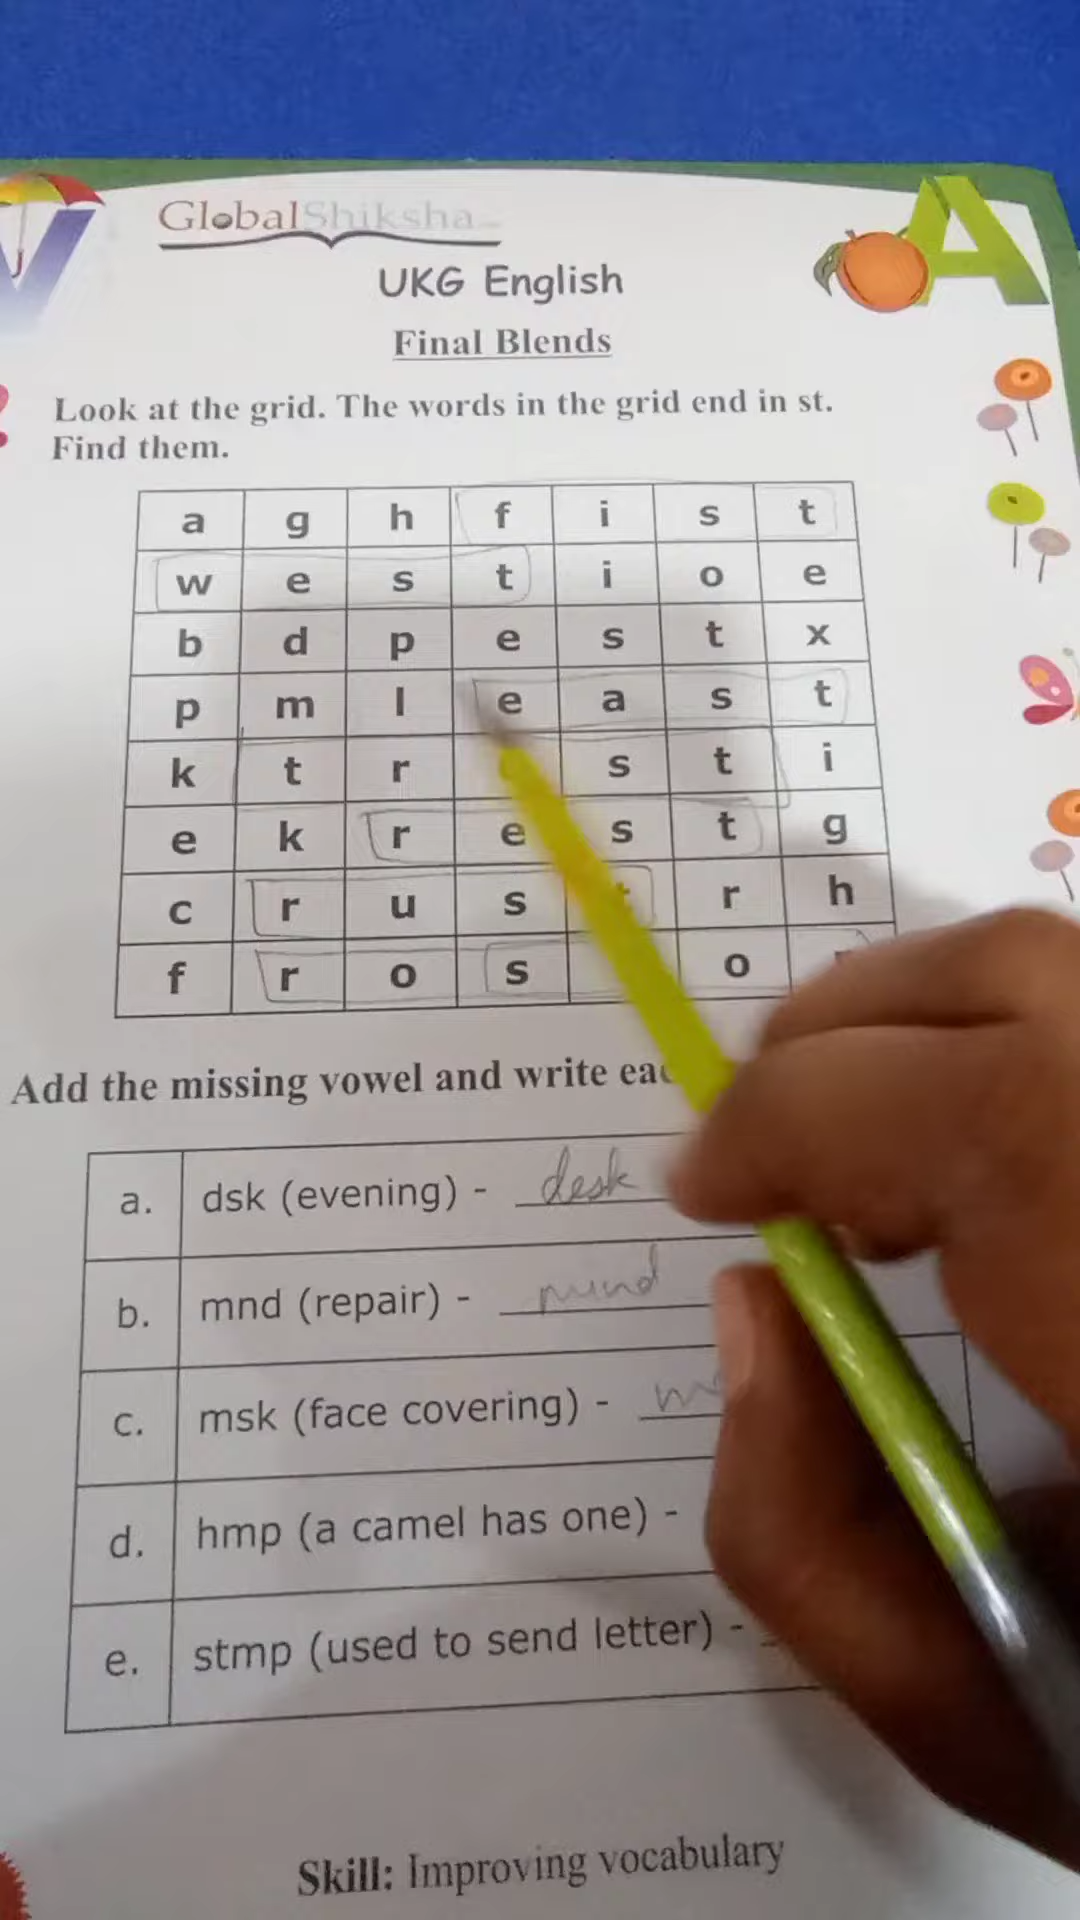 GlobalShiksha
UKG English
Final Blends
Look at the grid. The words in the grid end in st.
Find them.
a g h f i s t
w e s t i o e
b d p e s t x
p m l e a s t
k t r s t i
e k r e s t g
c r u s r h
f r o s o
Add the missing vowel and write
a. dsk (evening) - desk
b. mnd (repair) -
c. msk (face covering) -
d. hmp (a camel has one) -
e. stmp (used to send letter) -
Skill: Improving vocabulary